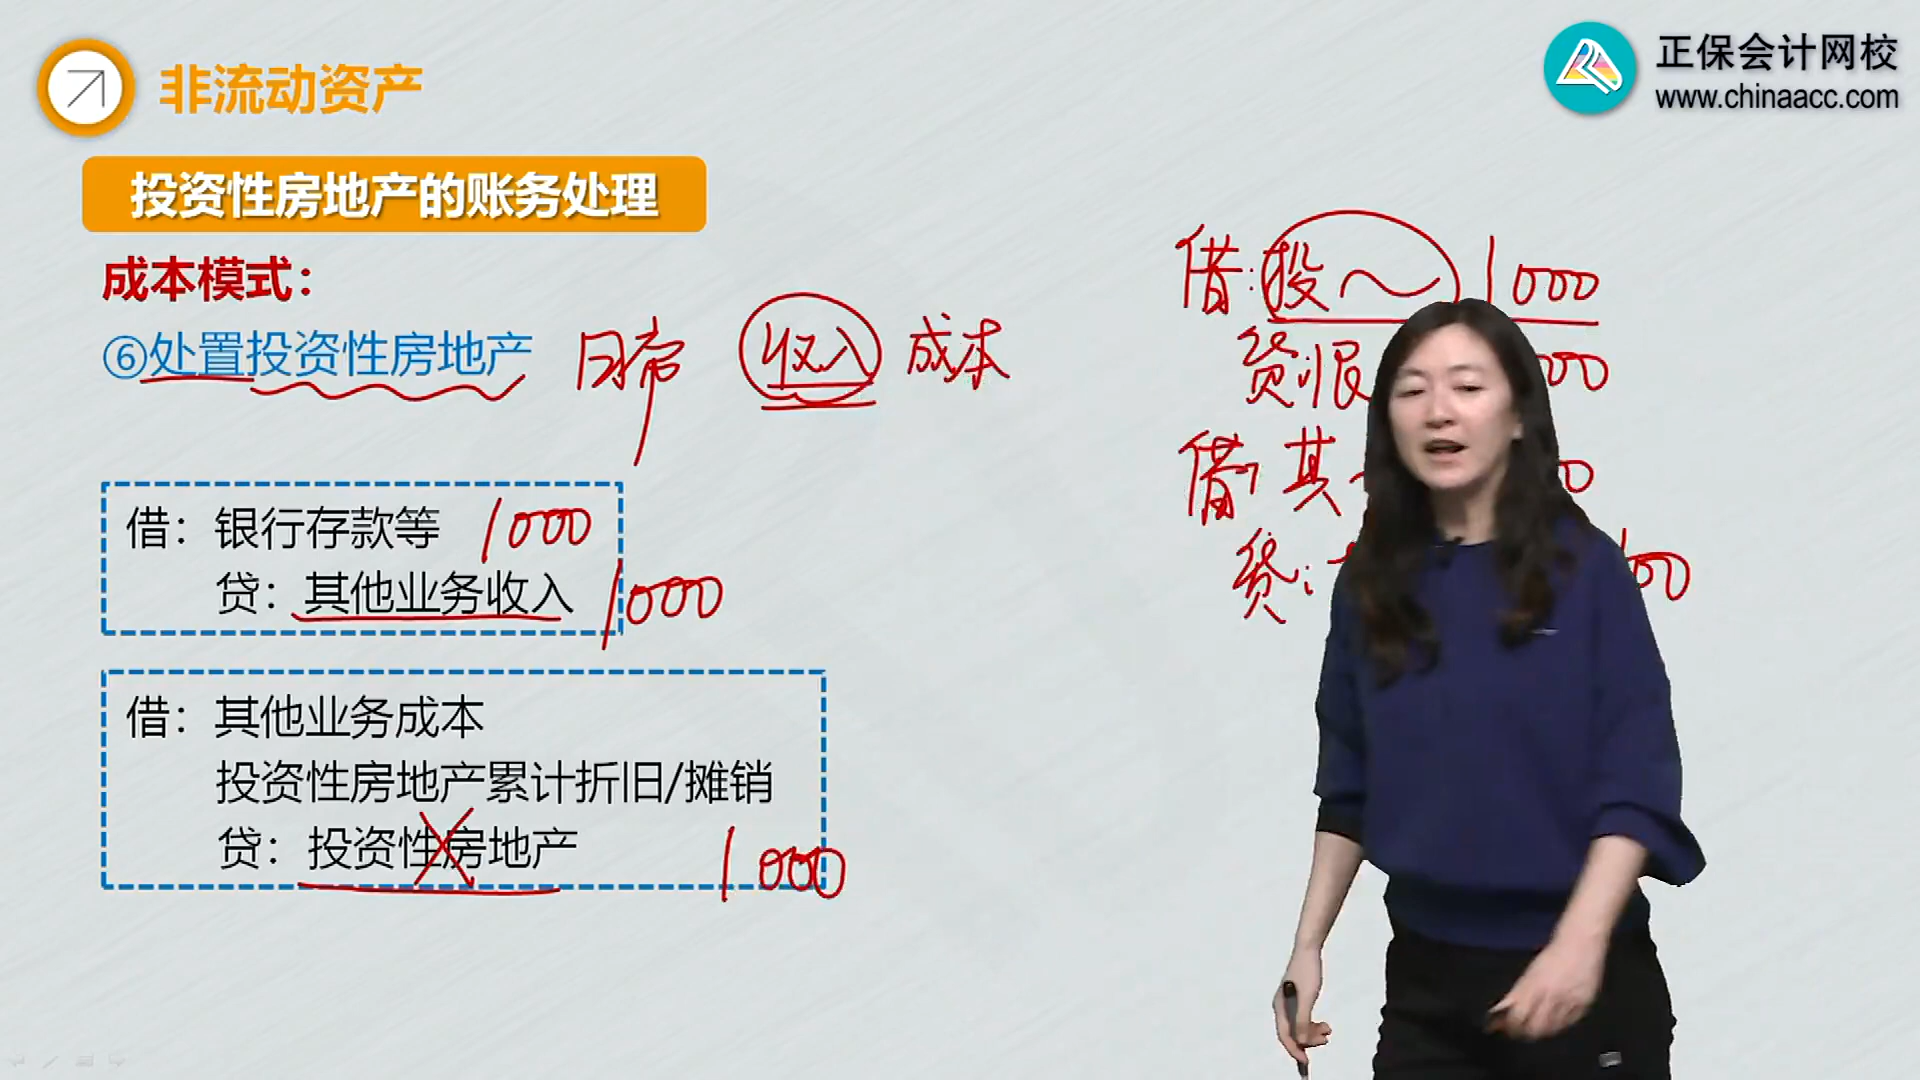 非流动资产
正保会计网校
www.chinaacc.com
投资性房地产的账务处理
成本模式：
⑥处置投资性房地产 日常 收入 成本
借：银行存款等 1000
贷：其他业务收入 1000
借：其他业务成本
投资性房地产累计折旧/摊销
贷：投资性房地产 1000
借：投～ 1000
贷：银
借：其
贷：